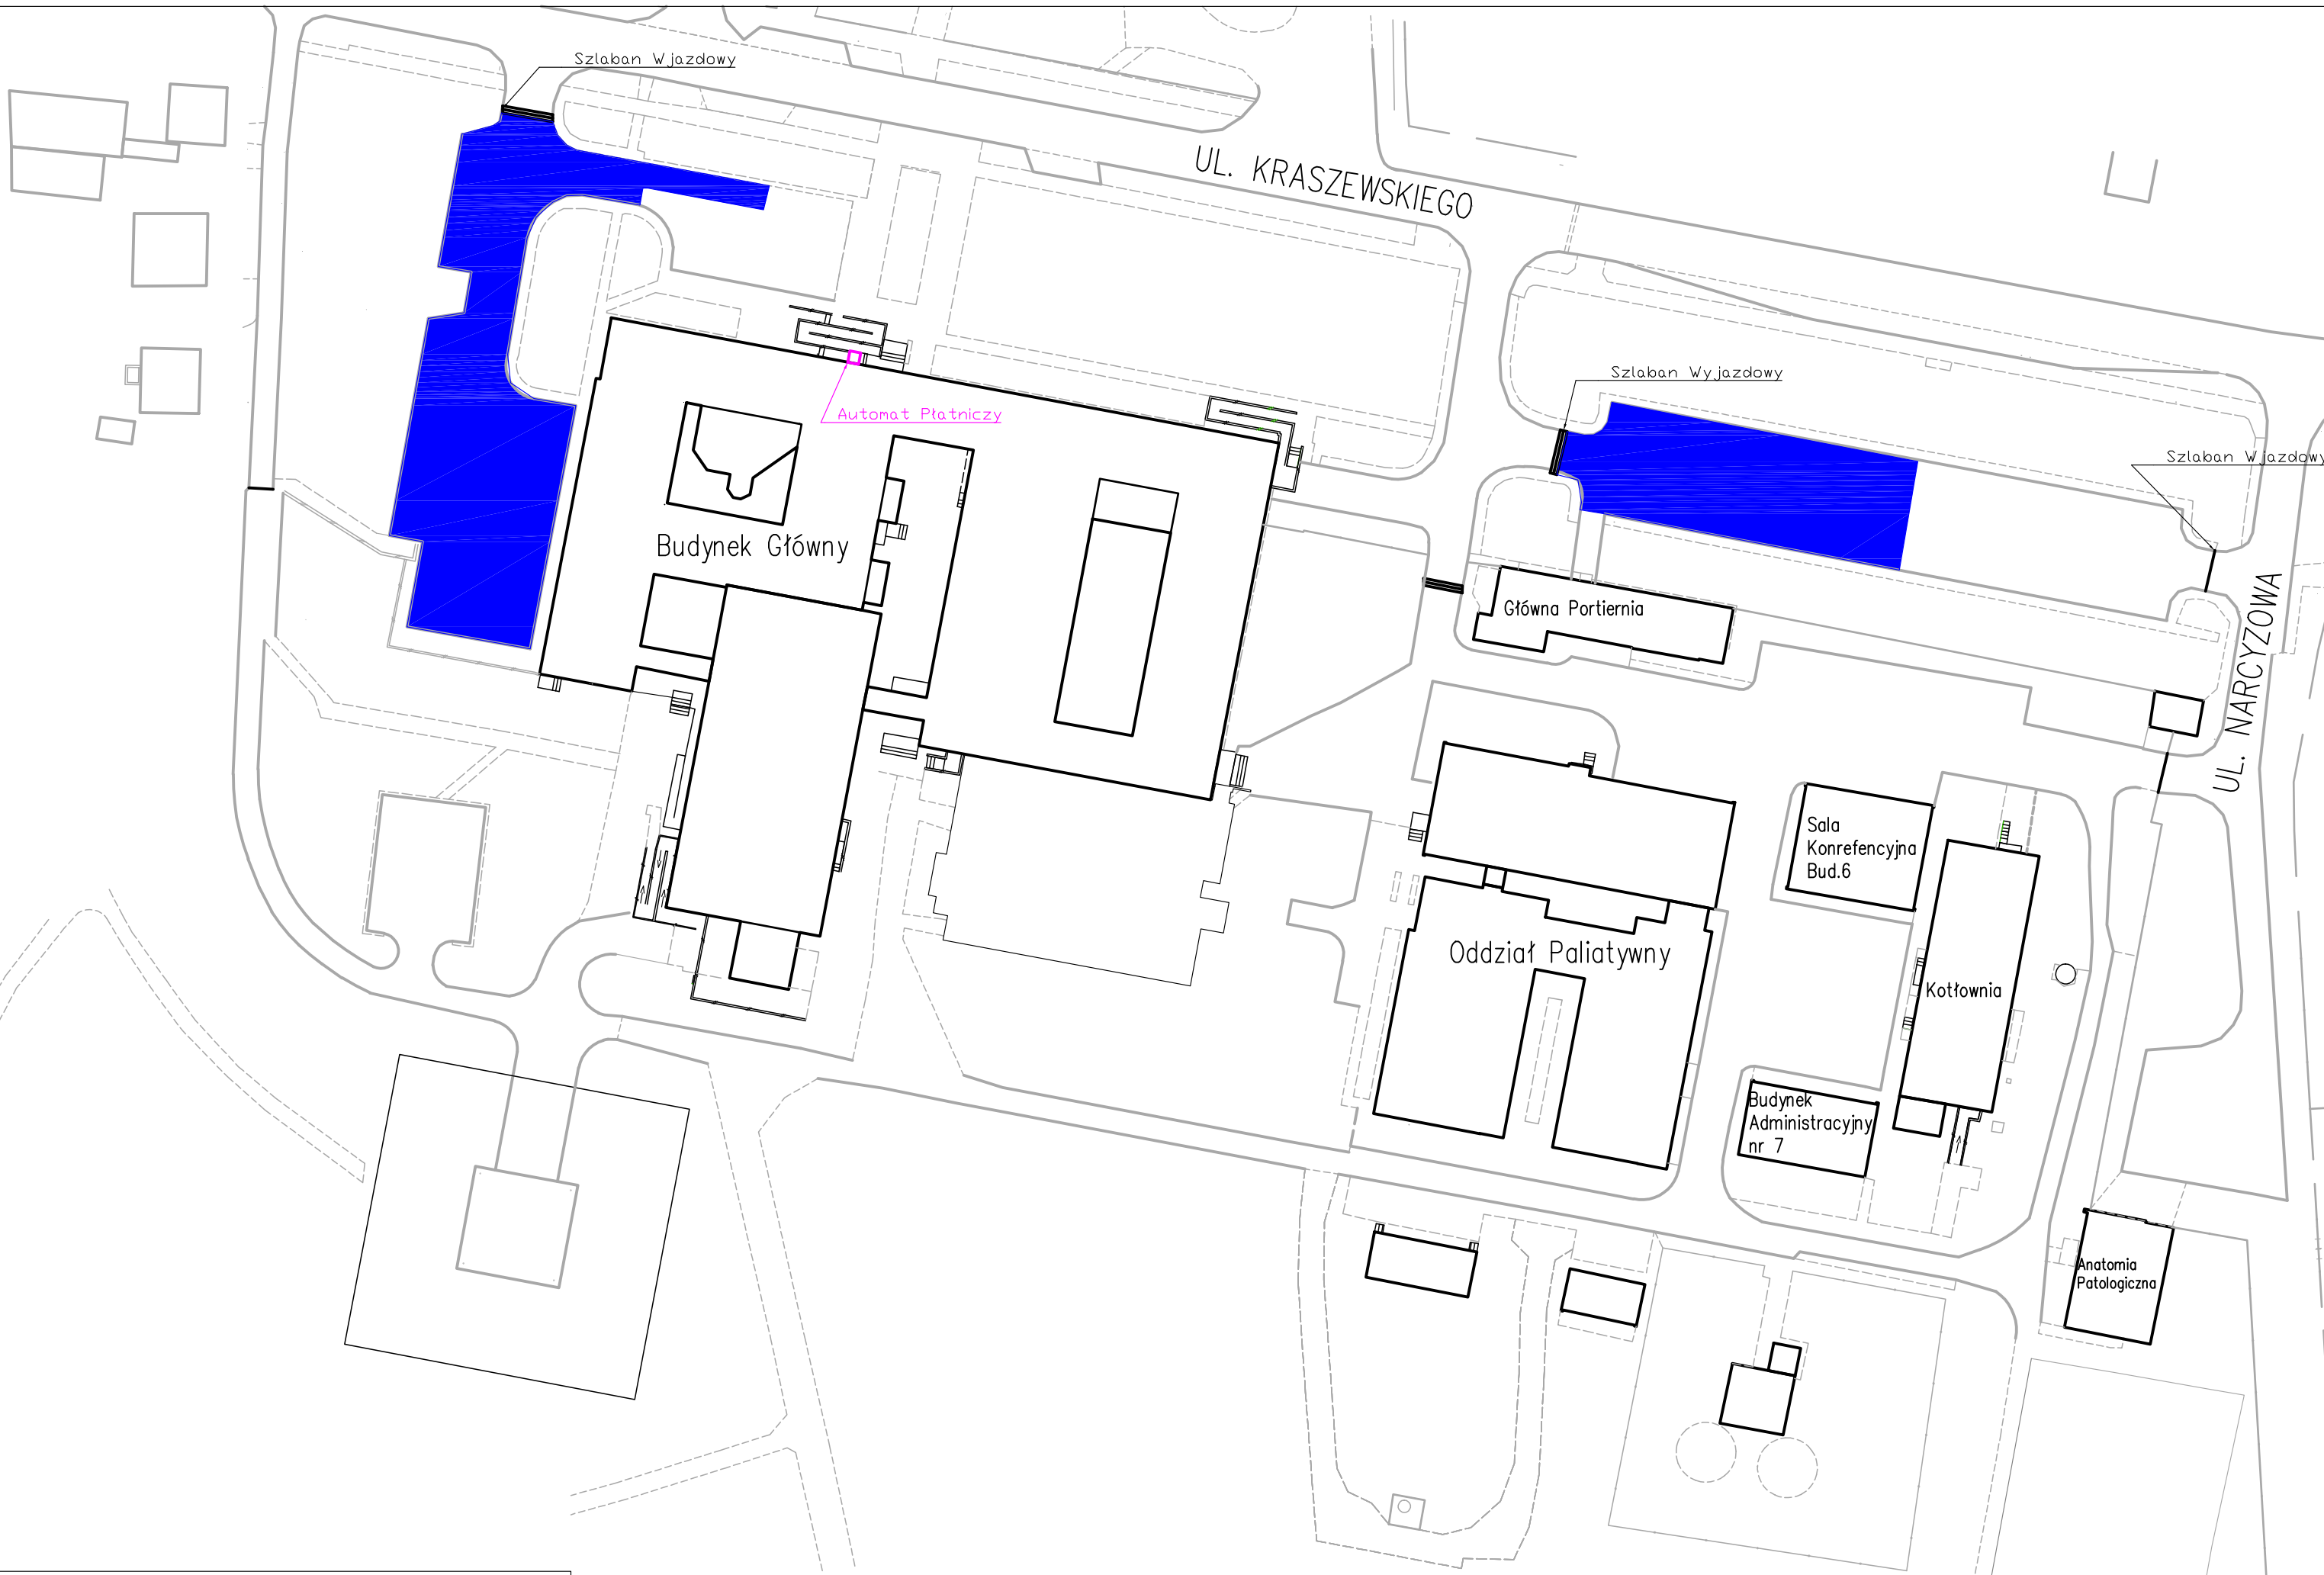 Szlaban Wjazdowy
UL. KRASZEWSKIEGO
Szlaban Wyjazdowy
Automat Płatniczy
Szlaban Wjazdowy
Budynek Główny
Główna Portiernia
UL. NARCYZOWA
Sala
Konrefencyjna
Bud.6
Oddział Paliatywny
Kotłownia
Budynek
Administracyjny
nr 7
Anatomia
Patologiczna